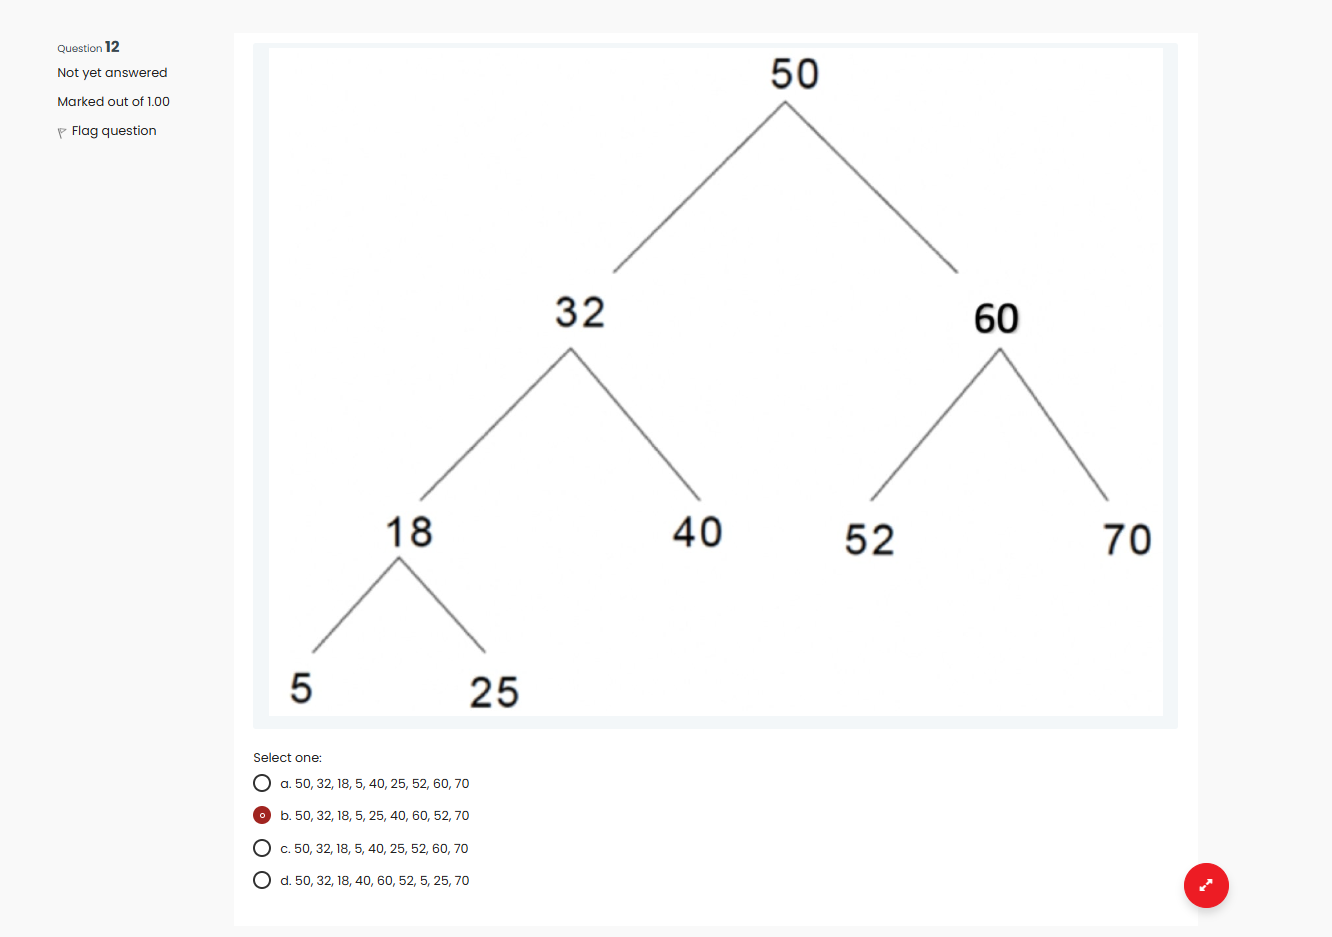 Question 12
Not yet answered
Marked out of 1.00
Flag question
50
32 60
18 40 52 70
5 25
Select one:
a. 50, 32, 18, 5, 40, 25, 52, 60, 70
b. 50, 32, 18, 5, 25, 40, 60, 52, 70
c. 50, 32, 18, 5, 40, 25, 52, 60, 70
d. 50, 32, 18, 40, 60, 52, 5, 25, 70